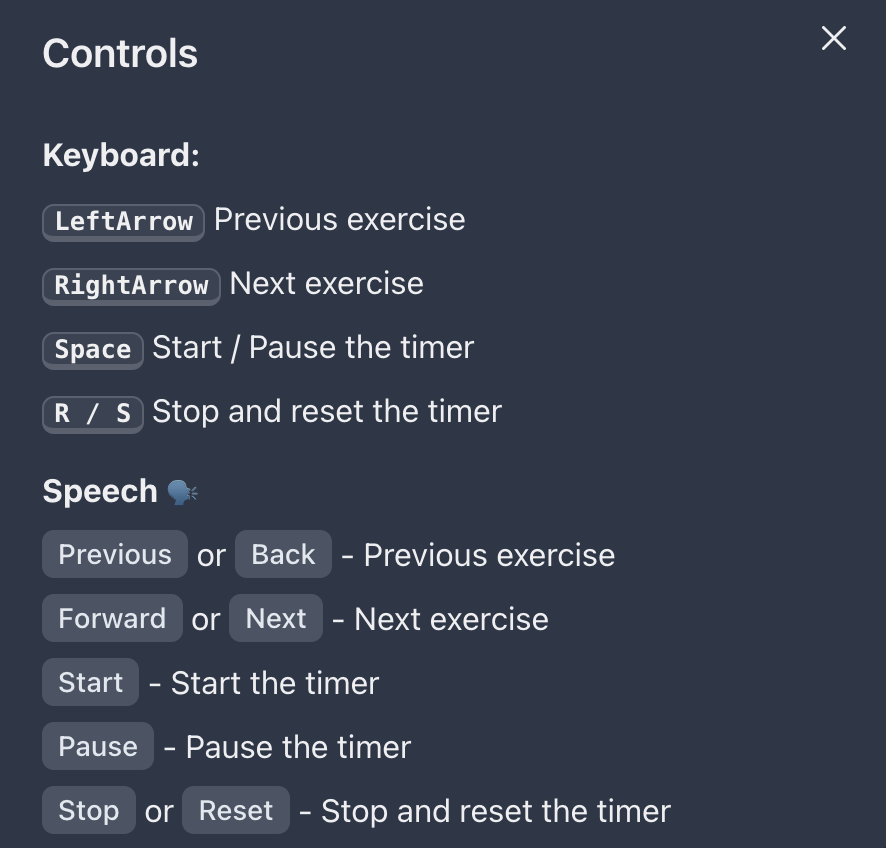 Controls
Keyboard:
LeftArrow Previous exercise
RightArrow Next exercise
Space Start / Pause the timer
R / S Stop and reset the timer
Speech 🗣️
Previous or Back - Previous exercise
Forward or Next - Next exercise
Start - Start the timer
Pause - Pause the timer
Stop or Reset - Stop and reset the timer